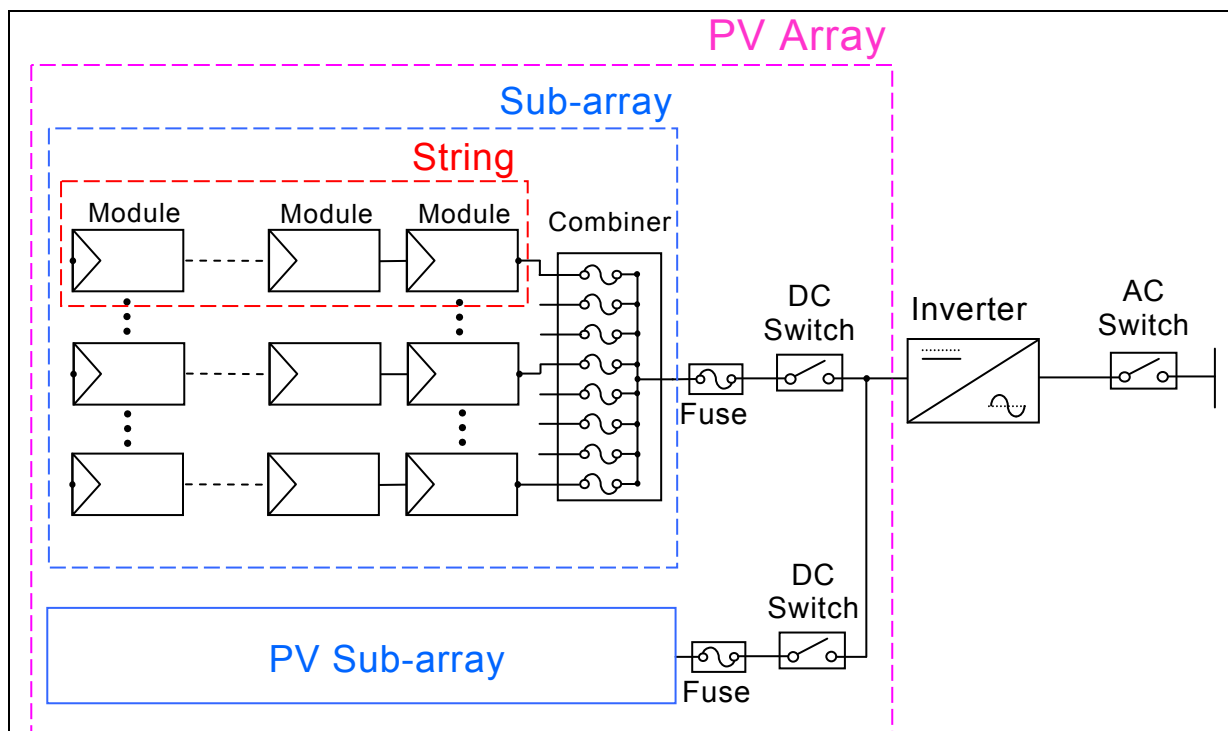 PV Array
Sub-array
String
Module
Module
Module
Combiner
DC
Switch
Inverter
AC
Switch
Fuse
DC
Switch
PV Sub-array
Fuse